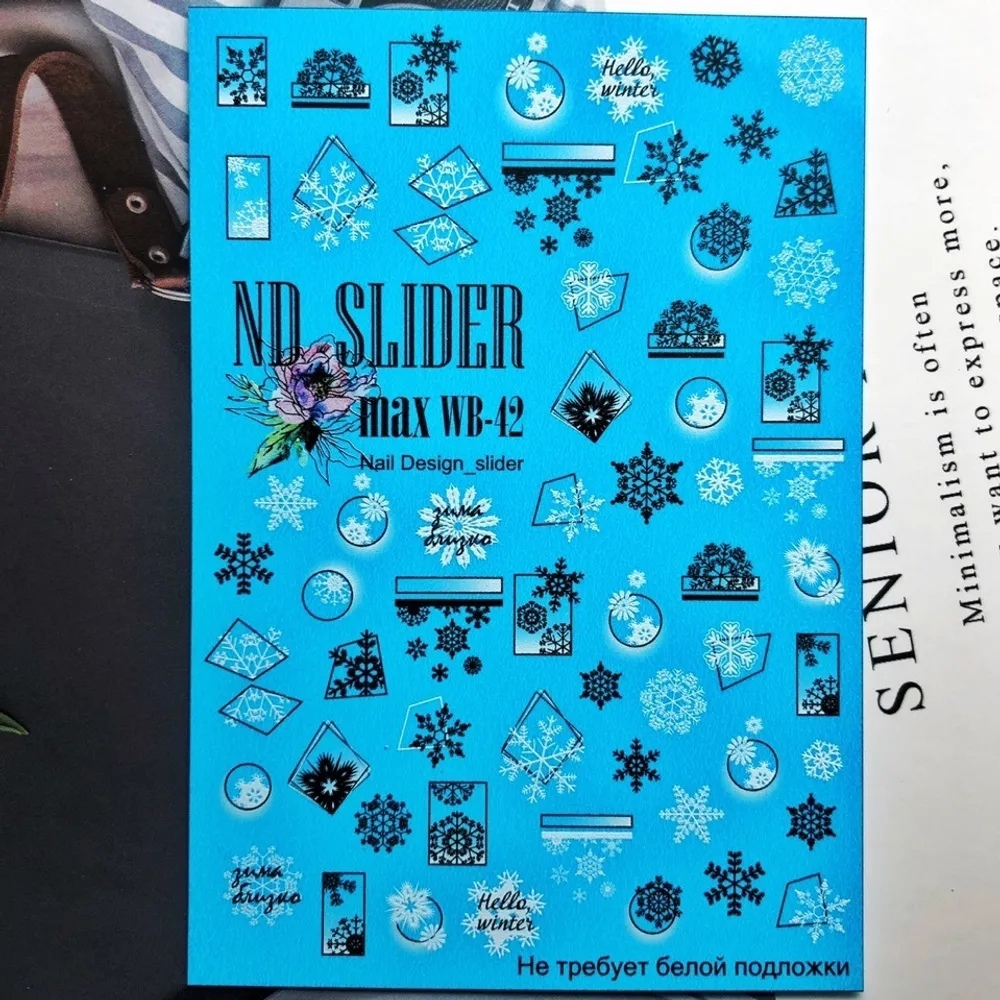 Hello,
winter
ND SLIDER
max WB-42
Nail Design_slider
зима
близко
зима
близко
Hello,
winter
Не требует белой подложки
SENIOR
Minimalism is often
want to express more,
space..